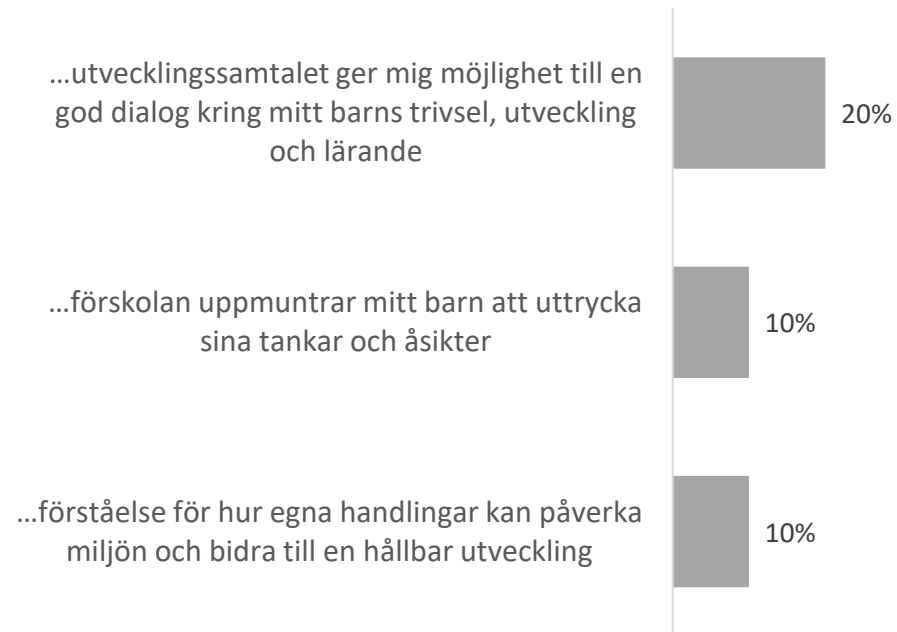 …utvecklingssamtalet ger mig möjlighet till en
god dialog kring mitt barns trivsel, utveckling
och lärande
20%
…förskolan uppmuntrar mitt barn att uttrycka
sina tankar och åsikter
10%
…förståelse för hur egna handlingar kan påverka
miljön och bidra till en hållbar utveckling
10%